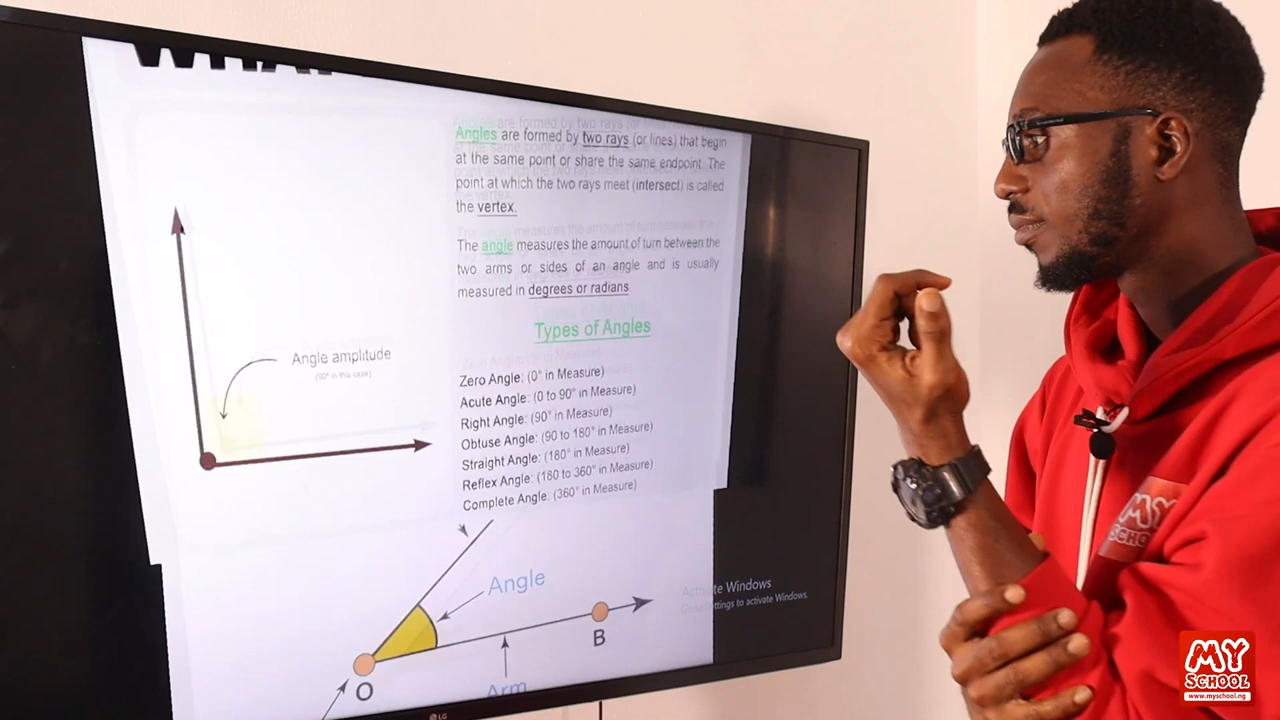 WHAT
Angles are formed by two rays (or lines) that begin
at the same point or share the same endpoint. The
point at which the two rays meet (intersect) is called
the vertex.
The angle measures the amount of turn between the
two arms or sides of an angle and is usually
measured in degrees or radians
Types of Angles
Angle amplitude
(90° in this case)
Zero Angle: (0° in Measure)
Acute Angle: (0 to 90° in Measure)
Right Angle: (90° in Measure)
Obtuse Angle: (90 to 180° in Measure)
Straight Angle: (180° in Measure)
Reflex Angle: (180 to 360° in Measure)
Complete Angle: (360° in Measure)
Angle
B
O
Arm
Activate Windows
Settings to activate Windows.
LG
MY
SCHOOL
MY
SCHOOL
www.myschool.ng